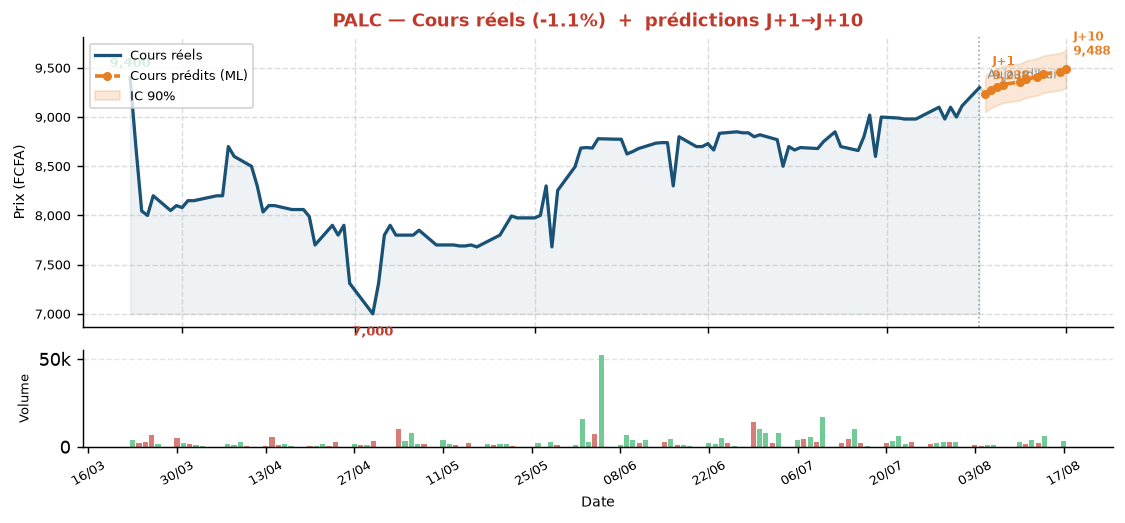 PALC — Cours réels (-1.1%) + prédictions J+1→J+10
Cours réels
Cours prédits (ML)
IC 90%
9,400
J+1
J+10
9,488
Prix (FCFA)
9,500
9,000
8,500
8,000
7,500
7,000
7,000
Volume
50k
0
16/03
30/03
13/04
27/04
11/05
25/05
08/06
22/06
06/07
20/07
03/08
17/08
Date